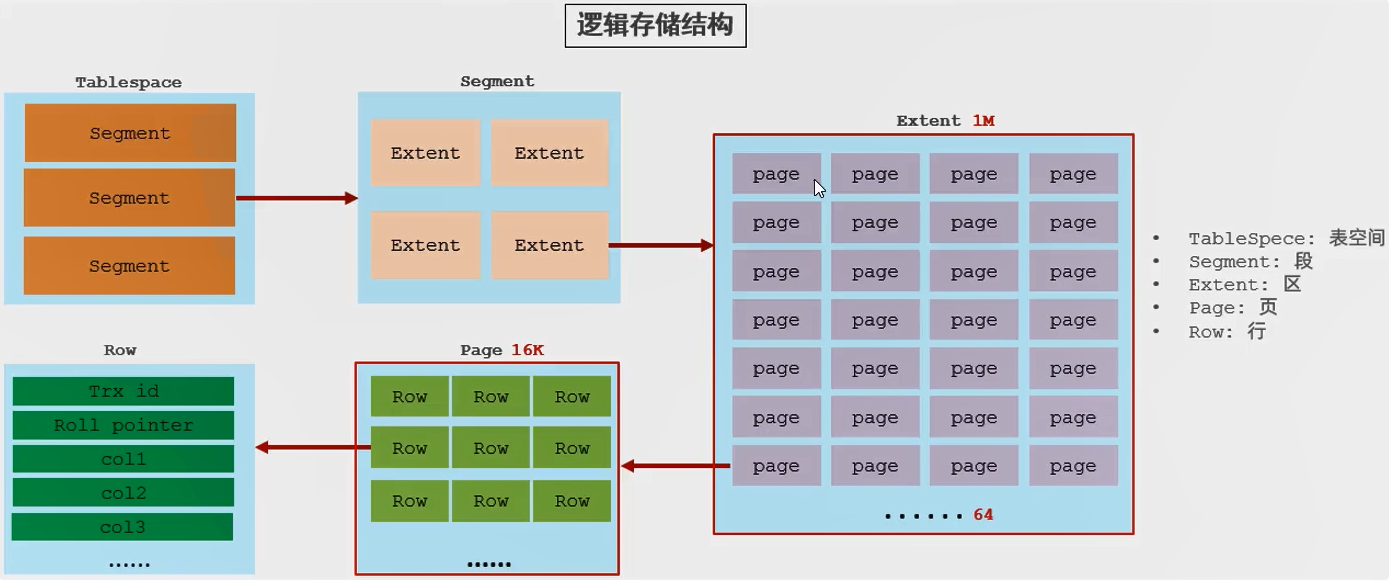 逻辑存储结构
Tablespace
Segment
Segment
Segment
Segment
Extent Extent
Extent Extent
Extent 1M
page page page page
page page page page
page page page page
page page page page
page page page page
page page page page
page page page page
...... 64
• TableSpece: 表空间
• Segment: 段
• Extent: 区
• Page: 页
• Row: 行
Row
Trx id
Roll pointer
col1
col2
col3
......
Page 16K
Row Row Row
Row Row Row
Row Row Row
......